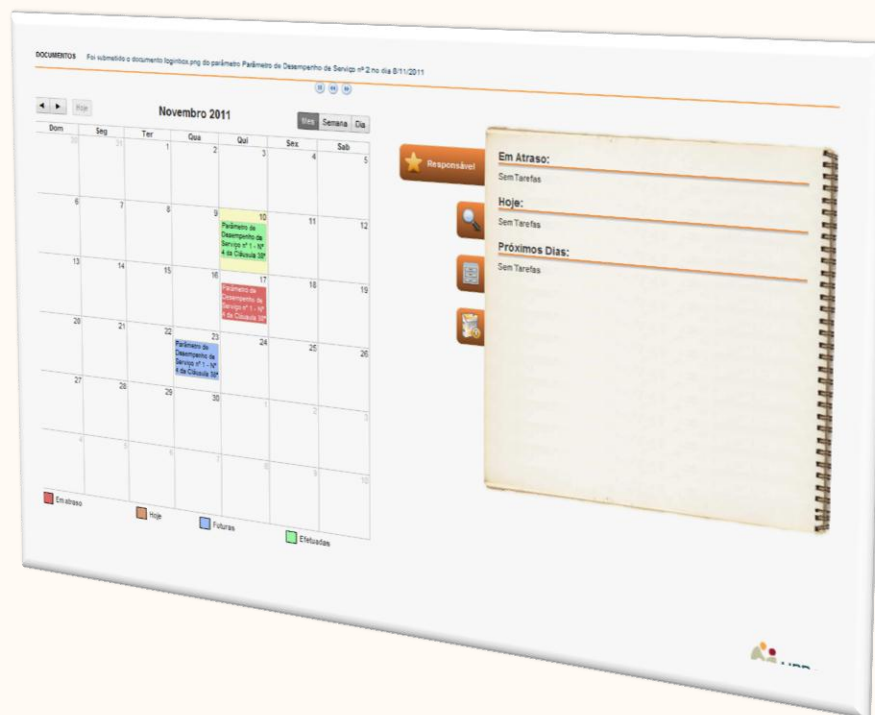 DOCUMENTOS Foi submetido o documento loginbox.png do parâmetro Parâmetro de Desempenho de Serviço nº 2 no dia 8/11/2011
Hoje Novembro 2011 Mes Semana Dia
Dom Seg Ter Qua Qui Sex Sab
30 31 1 2 3 4 5
6 7 8 9 10 11 12
Parâmetro de
Desempenho de
Serviço nº 1 - Nº
4 da Cláusula 38ª
13 14 15 16 17 18 19
Parâmetro de
Desempenho de
Serviço nº 1 - Nº
4 da Cláusula 38ª
20 21 22 23 24 25 26
Parâmetro de
Desempenho de
Serviço nº 1 - Nº
4 da Cláusula 38ª
27 28 29 30 1 2 3
4 5 6 7 8 9 10
Em atraso Hoje Futuras Efetuadas
Responsável
Em Atraso:
Sem Tarefas
Hoje:
Sem Tarefas
Próximos Dias:
Sem Tarefas